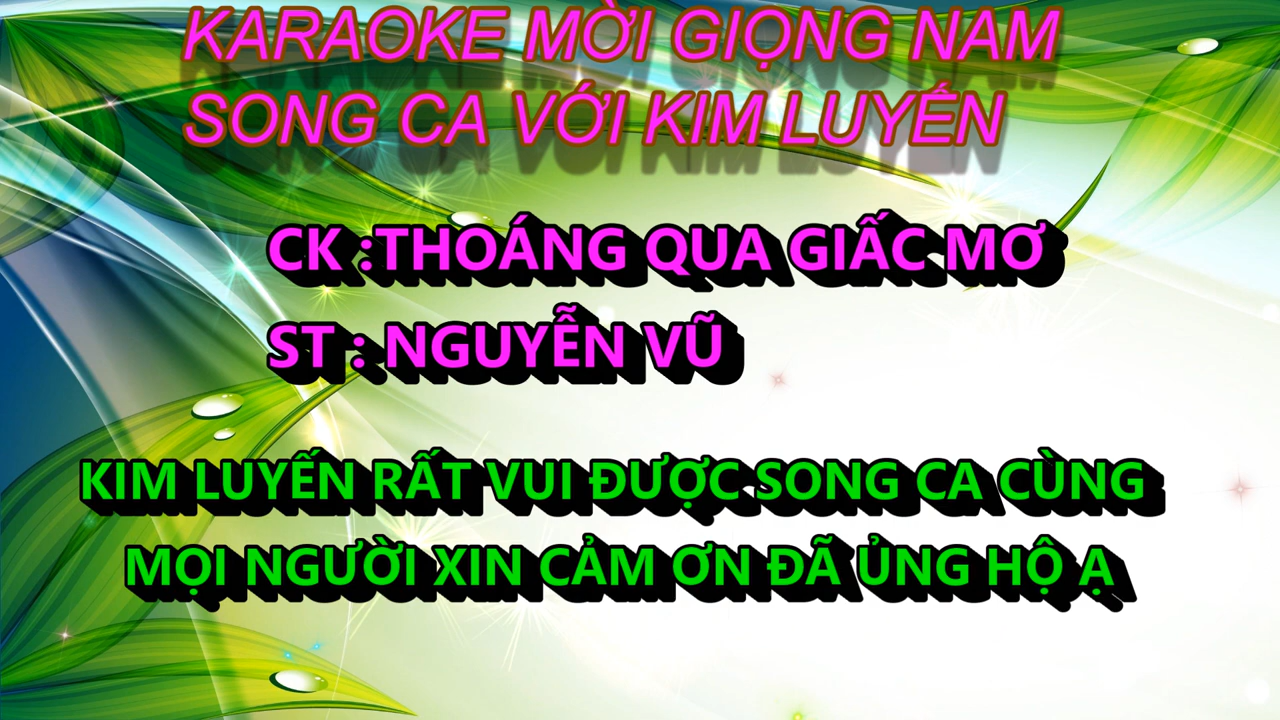 KARAOKE MỜI GIỌNG NAM
SONG CA VỚI KIM LUYẾN
CK :THOÁNG QUA GIẤC MƠ
ST : NGUYỄN VŨ
KIM LUYẾN RẤT VUI ĐƯỢC SONG CA CÙNG
MỌI NGƯỜI XIN CẢM ƠN ĐÃ ỦNG HỘ Ạ